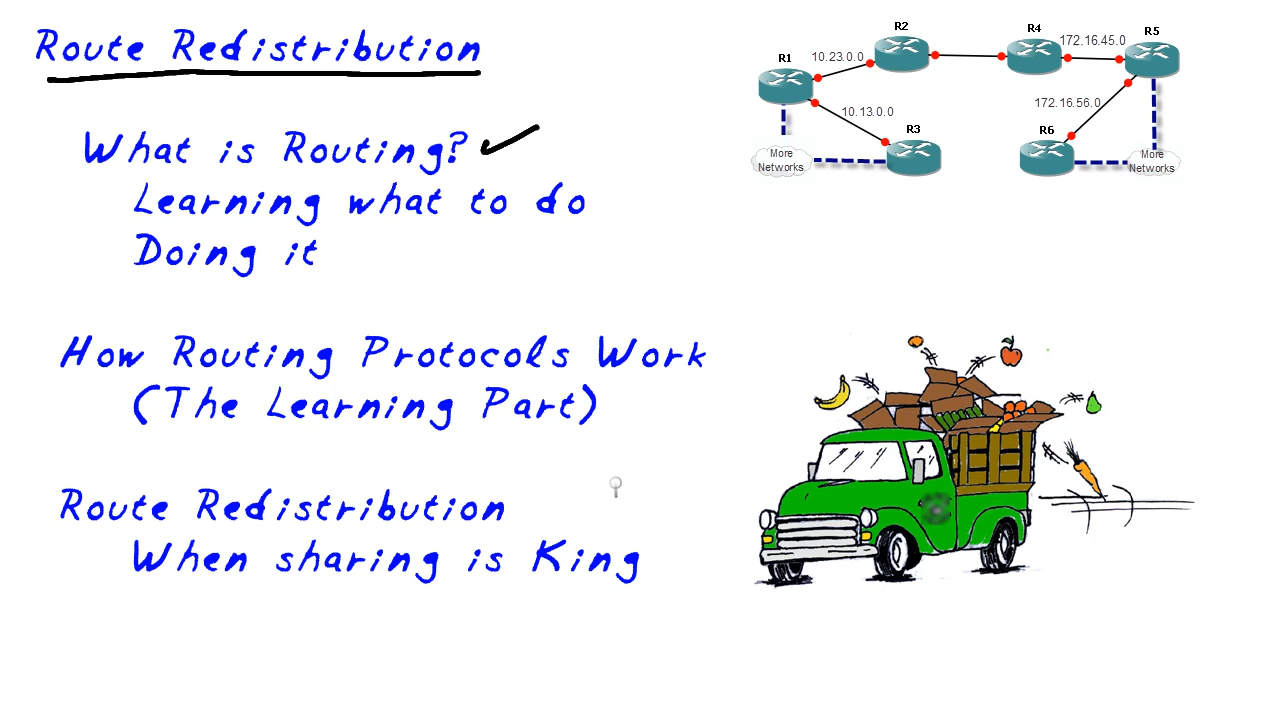 Route Redistribution
What is Routing?
Learning what to do
Doing it
How Routing Protocols Work
(The Learning Part)
Route Redistribution
When sharing is King
R1
10.23.0.0
R2
R4
172.16.45.0
R5
10.13.0.0
R3
172.16.56.0
R6
More
Networks
More
Networks